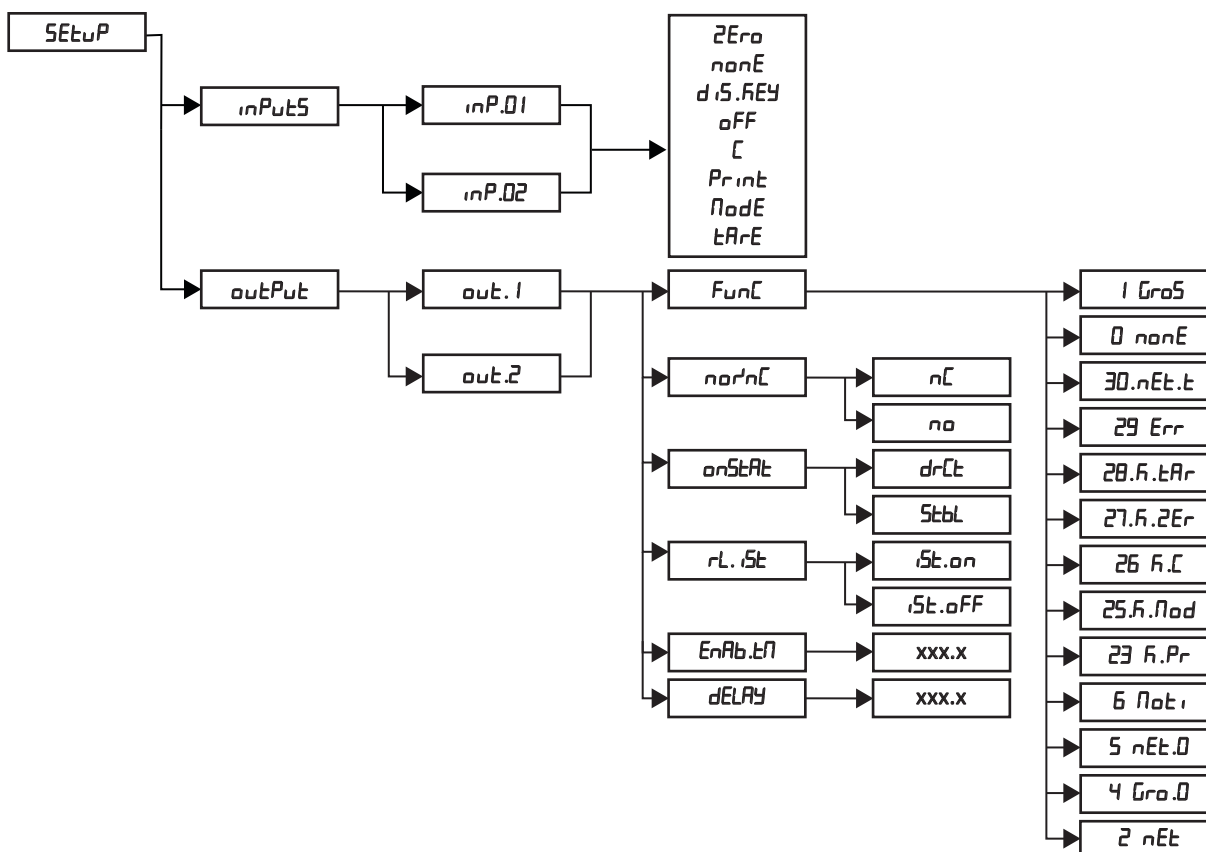 SEtuP
inPutS
inP.01
inP.02
ZEro
nonE
diS.KEY
oFF
C
Print
ModE
tArE
outPut
out.1
out.2
FunC
no/nC
nC
no
onStAt
drCt
StbL
rL.iSt
iSt.on
iSt.oFF
EnAb.tM
xxx.x
dELAY
xxx.x
1 GroS
0 nonE
30.nEt.t
29 Err
28.K.tAr
27.K.ZEr
26 K.C
25.K.Mod
23 K.Pr
6 Moti
5 nEt.0
4 Gro.0
2 nEt